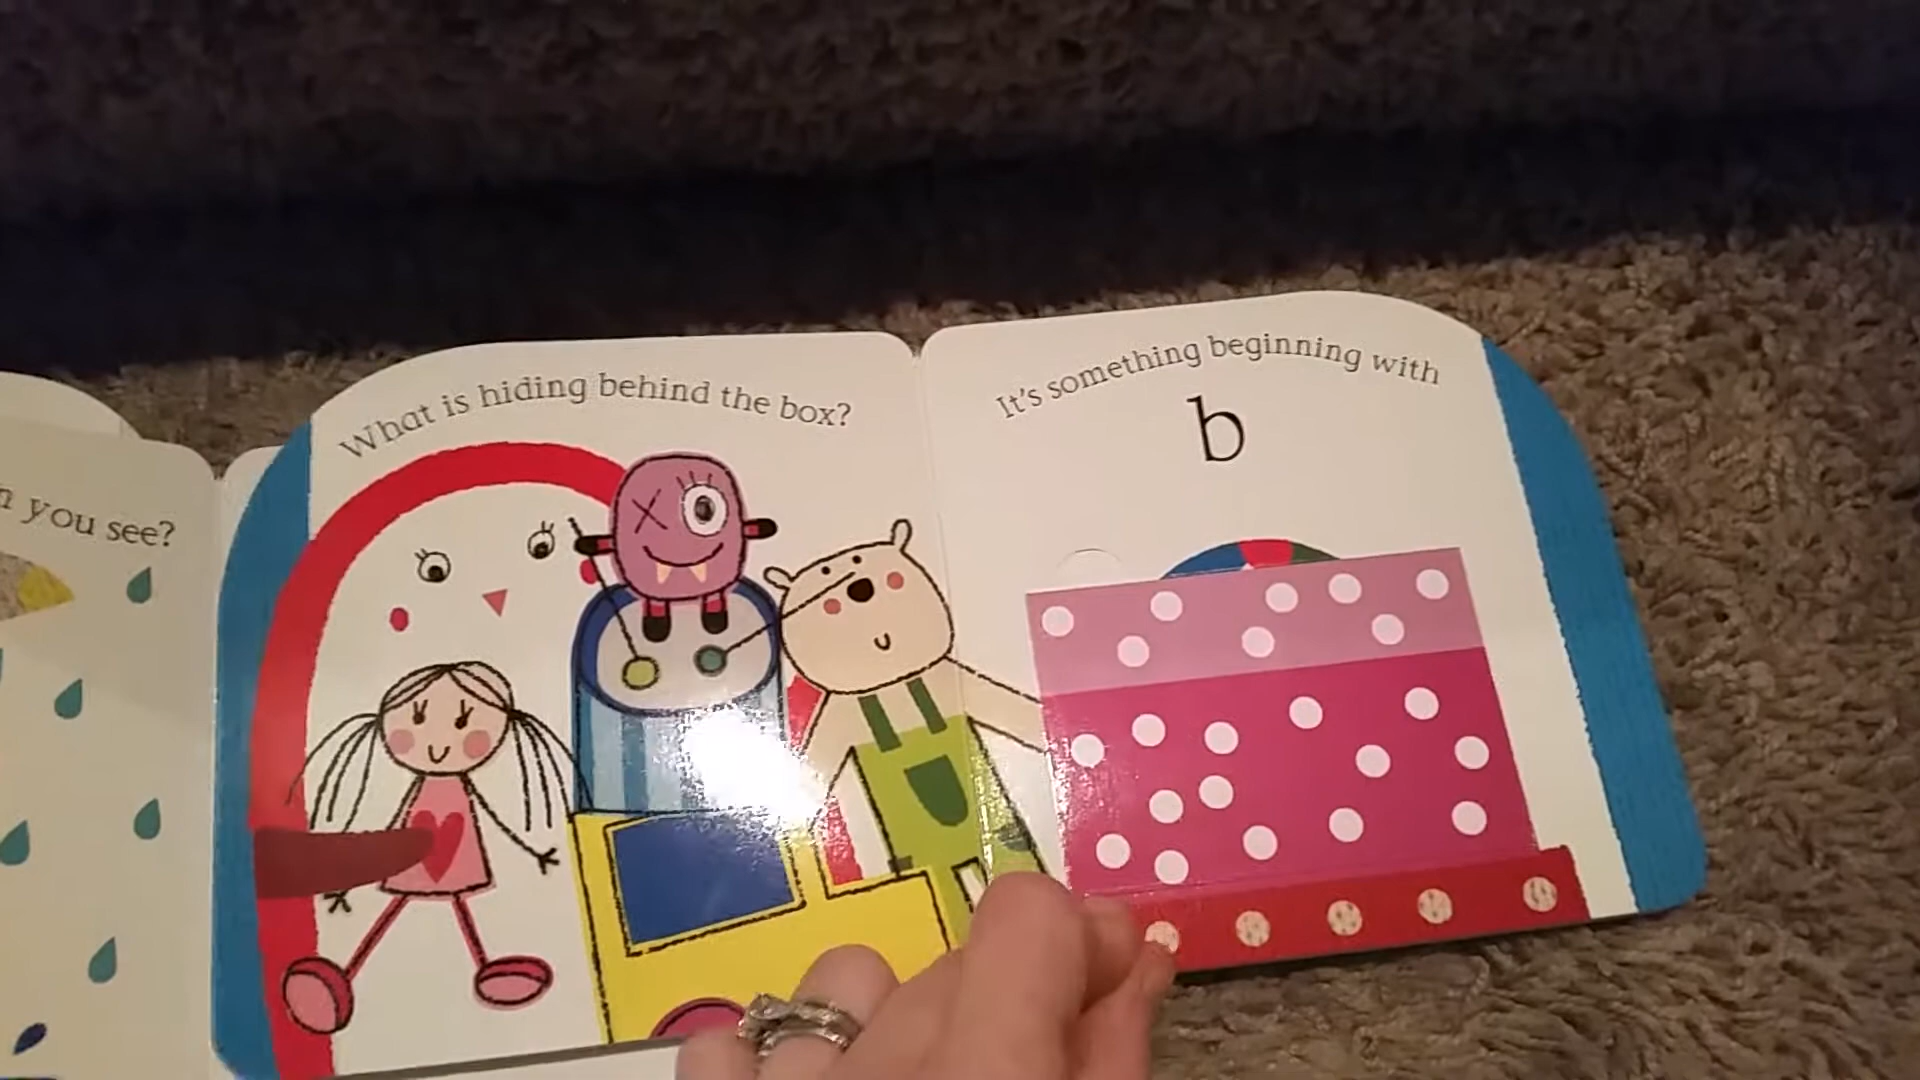 you see?
What is hiding behind the box?
It's something beginning with
b